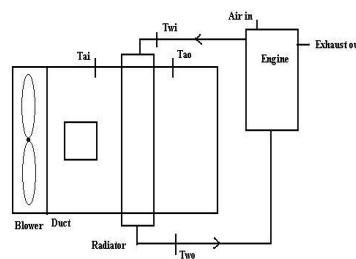 Air in
Twi
Exhaust ou
Engine
Tai
Tao
Blower
Duct
Radiator
Two